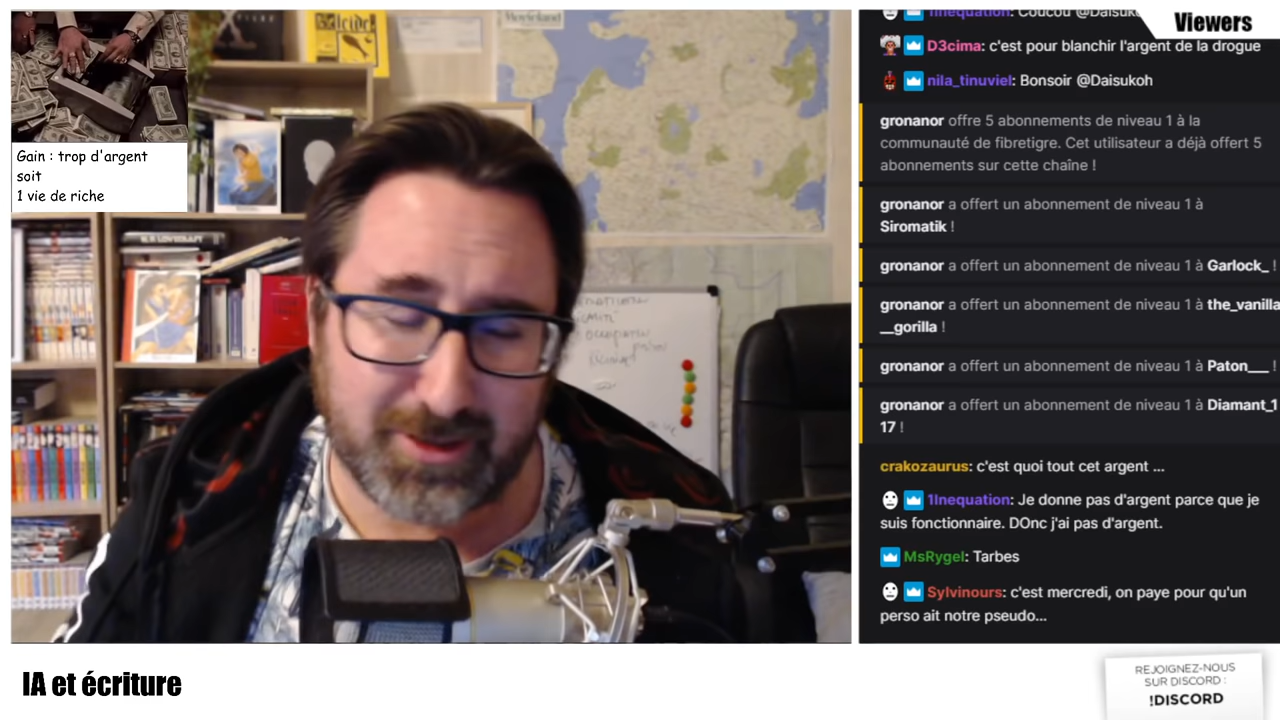 Gain : trop d'argent
soit
1 vie de riche
Viewers
1Inequation: Coucou @Daisuko
D3cima: c'est pour blanchir l'argent de la drogue
nila_tinuviel: Bonsoir @Daisukoh
gronanor offre 5 abonnements de niveau 1 à la
communauté de fibretigre. Cet utilisateur a déjà offert 5
abonnements sur cette chaîne !
gronanor a offert un abonnement de niveau 1 à
Siromatik !
gronanor a offert un abonnement de niveau 1 à Garlock_ !
gronanor a offert un abonnement de niveau 1 à the_vanilla
__gorilla !
gronanor a offert un abonnement de niveau 1 à Paton___ !
gronanor a offert un abonnement de niveau 1 à Diamant_1
17 !
crakozaurus: c'est quoi tout cet argent ...
1Inequation: Je donne pas d'argent parce que je
suis fonctionnaire. DOnc j'ai pas d'argent.
MsRygel: Tarbes
Sylvinours: c'est mercredi, on paye pour qu'un
perso ait notre pseudo...
IA et écriture
REJOIGNEZ-NOUS
SUR DISCORD :
!DISCORD